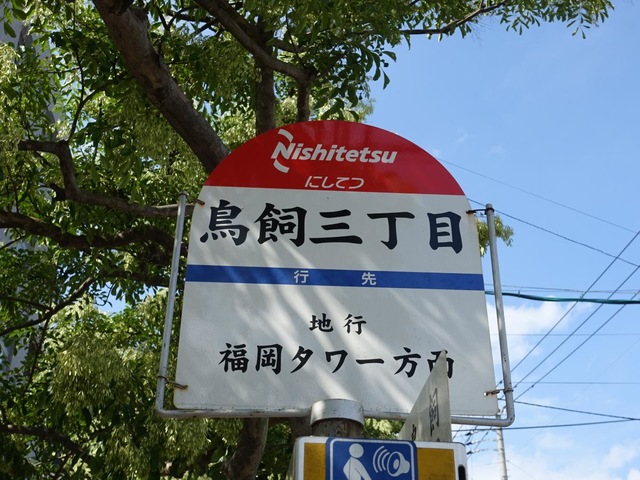 Nishitetsu
にしてつ
鳥飼三丁目
行先
地行
福岡タワー方面
飼